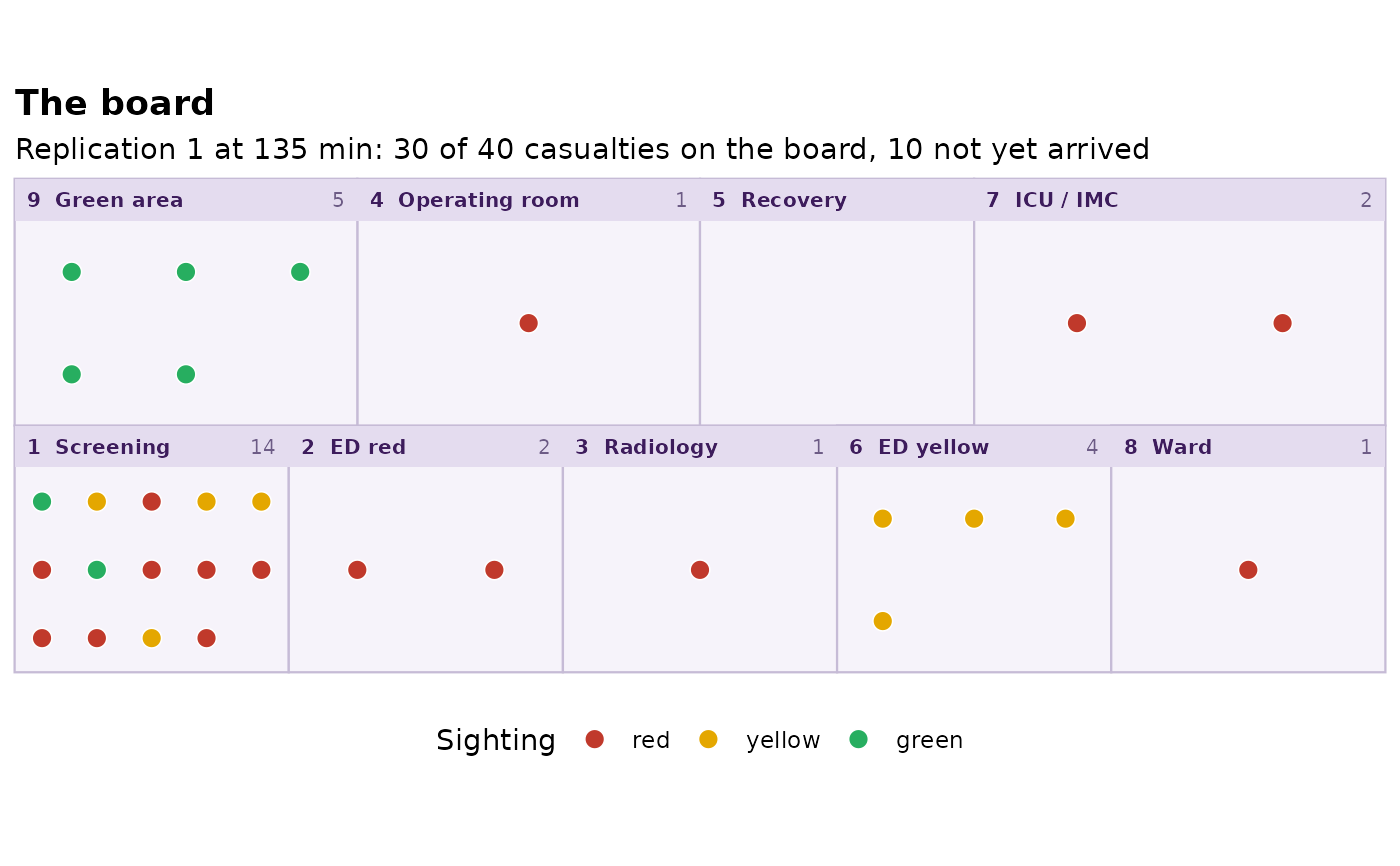 The board
Replication 1 at 135 min: 30 of 40 casualties on the board, 10 not yet arrived
9 Green area 5 4 Operating room 1 5 Recovery 7 ICU / IMC 2
1 Screening 14 2 ED red 2 3 Radiology 1 6 ED yellow 4 8 Ward 1
Sighting red yellow green